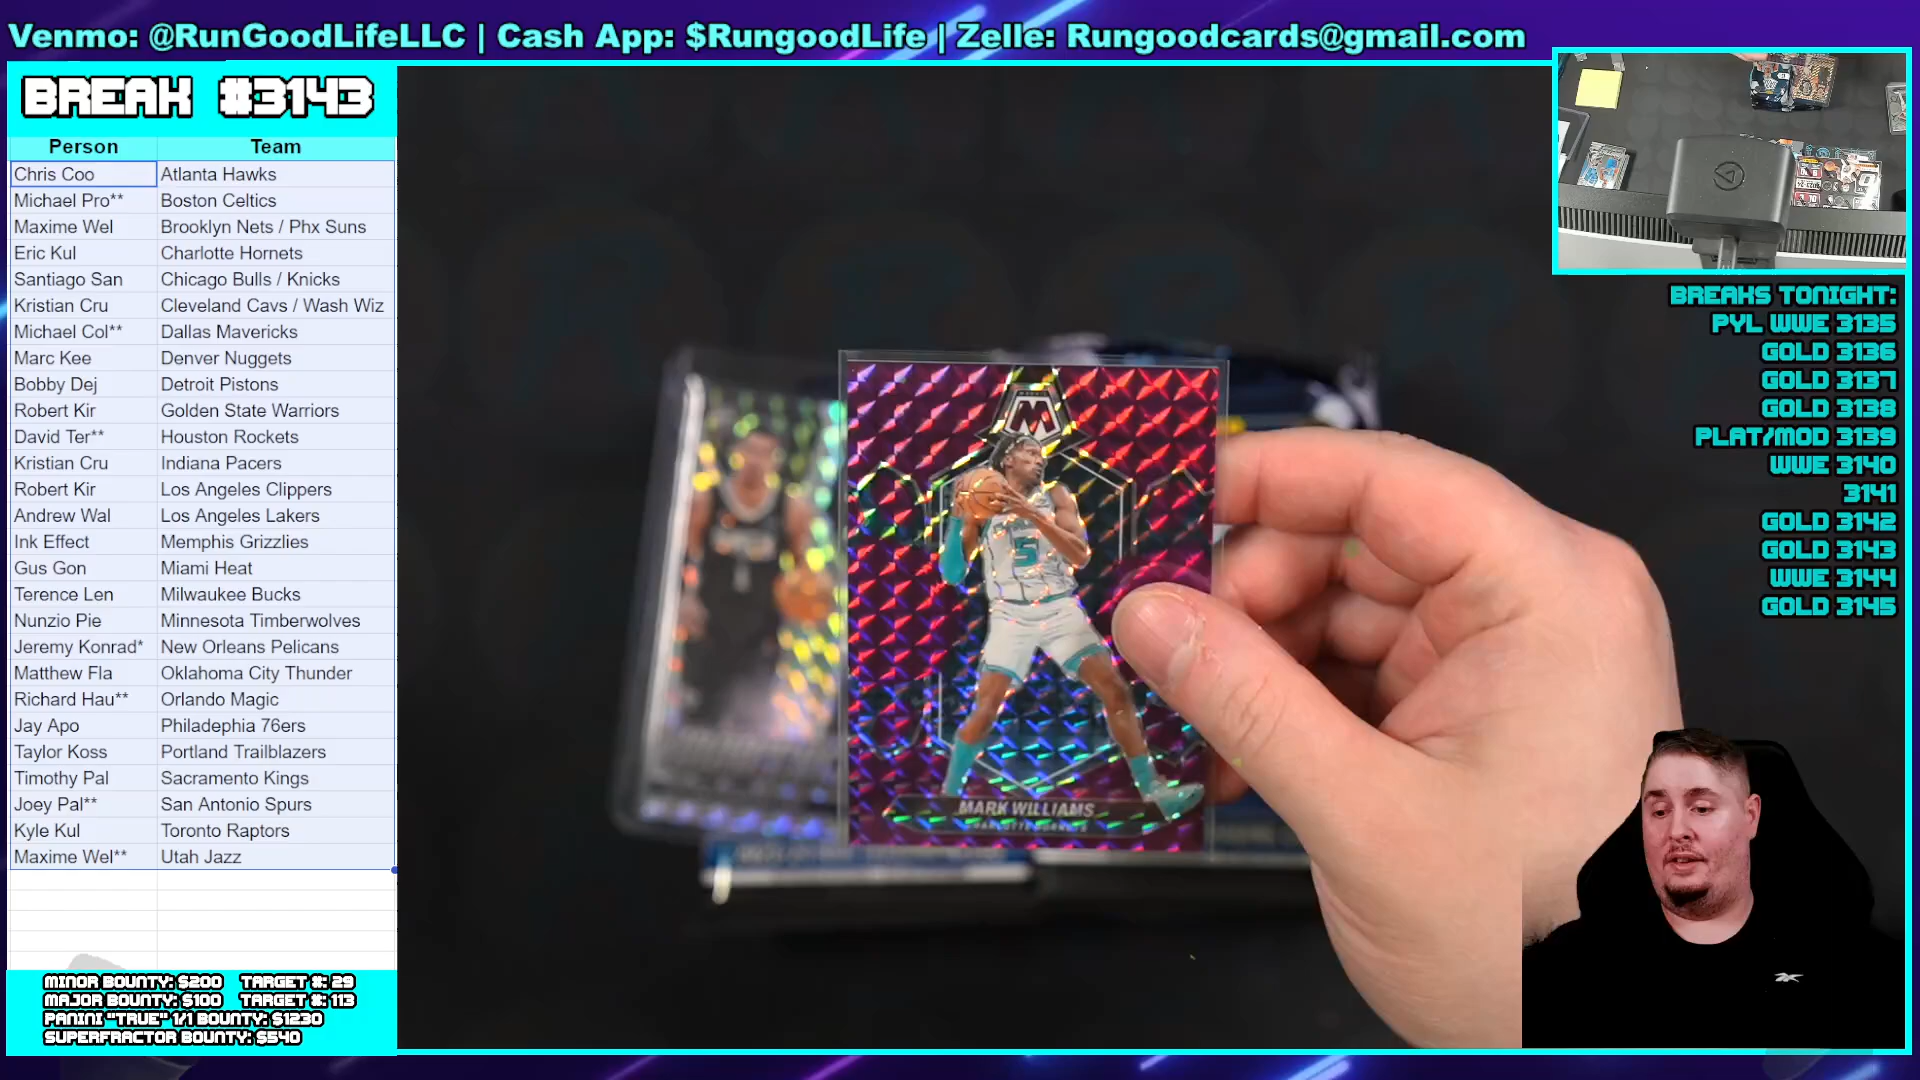 Venmo: @RunGoodLifeLLC | Cash App: $RungoodLife | Zelle: Rungoodcards@gmail.com
BREAK #3143
Person Team
Chris Coo Atlanta Hawks
Michael Pro** Boston Celtics
Maxime Wel Brooklyn Nets / Phx Suns
Eric Kul Charlotte Hornets
Santiago San Chicago Bulls / Knicks
Kristian Cru Cleveland Cavs / Wash Wiz
Michael Col** Dallas Mavericks
Marc Kee Denver Nuggets
Bobby Dej Detroit Pistons
Robert Kir Golden State Warriors
David Ter** Houston Rockets
Kristian Cru Indiana Pacers
Robert Kir Los Angeles Clippers
Andrew Wal Los Angeles Lakers
Ink Effect Memphis Grizzlies
Gus Gon Miami Heat
Terence Len Milwaukee Bucks
Nunzio Pie Minnesota Timberwolves
Jeremy Konrad* New Orleans Pelicans
Matthew Fla Oklahoma City Thunder
Richard Hau** Orlando Magic
Jay Apo Philadephia 76ers
Taylor Koss Portland Trailblazers
Timothy Pal Sacramento Kings
Joey Pal** San Antonio Spurs
Kyle Kul Toronto Raptors
Maxime Wel** Utah Jazz
MINOR BOUNTY: $200 TARGET #: 29
MAJOR BOUNTY: $100 TARGET #: 113
PANINI "TRUE" 1/1 BOUNTY: $1230
SUPERFRACTOR BOUNTY: $540
M
5
MARK WILLIAMS
CHARLOTTE HORNETS
BREAKS TONIGHT:
PYL WWE 3135
GOLD 3136
GOLD 3137
GOLD 3138
PLAT/MOD 3139
WWE 3140
3141
GOLD 3142
GOLD 3143
WWE 3144
GOLD 3145